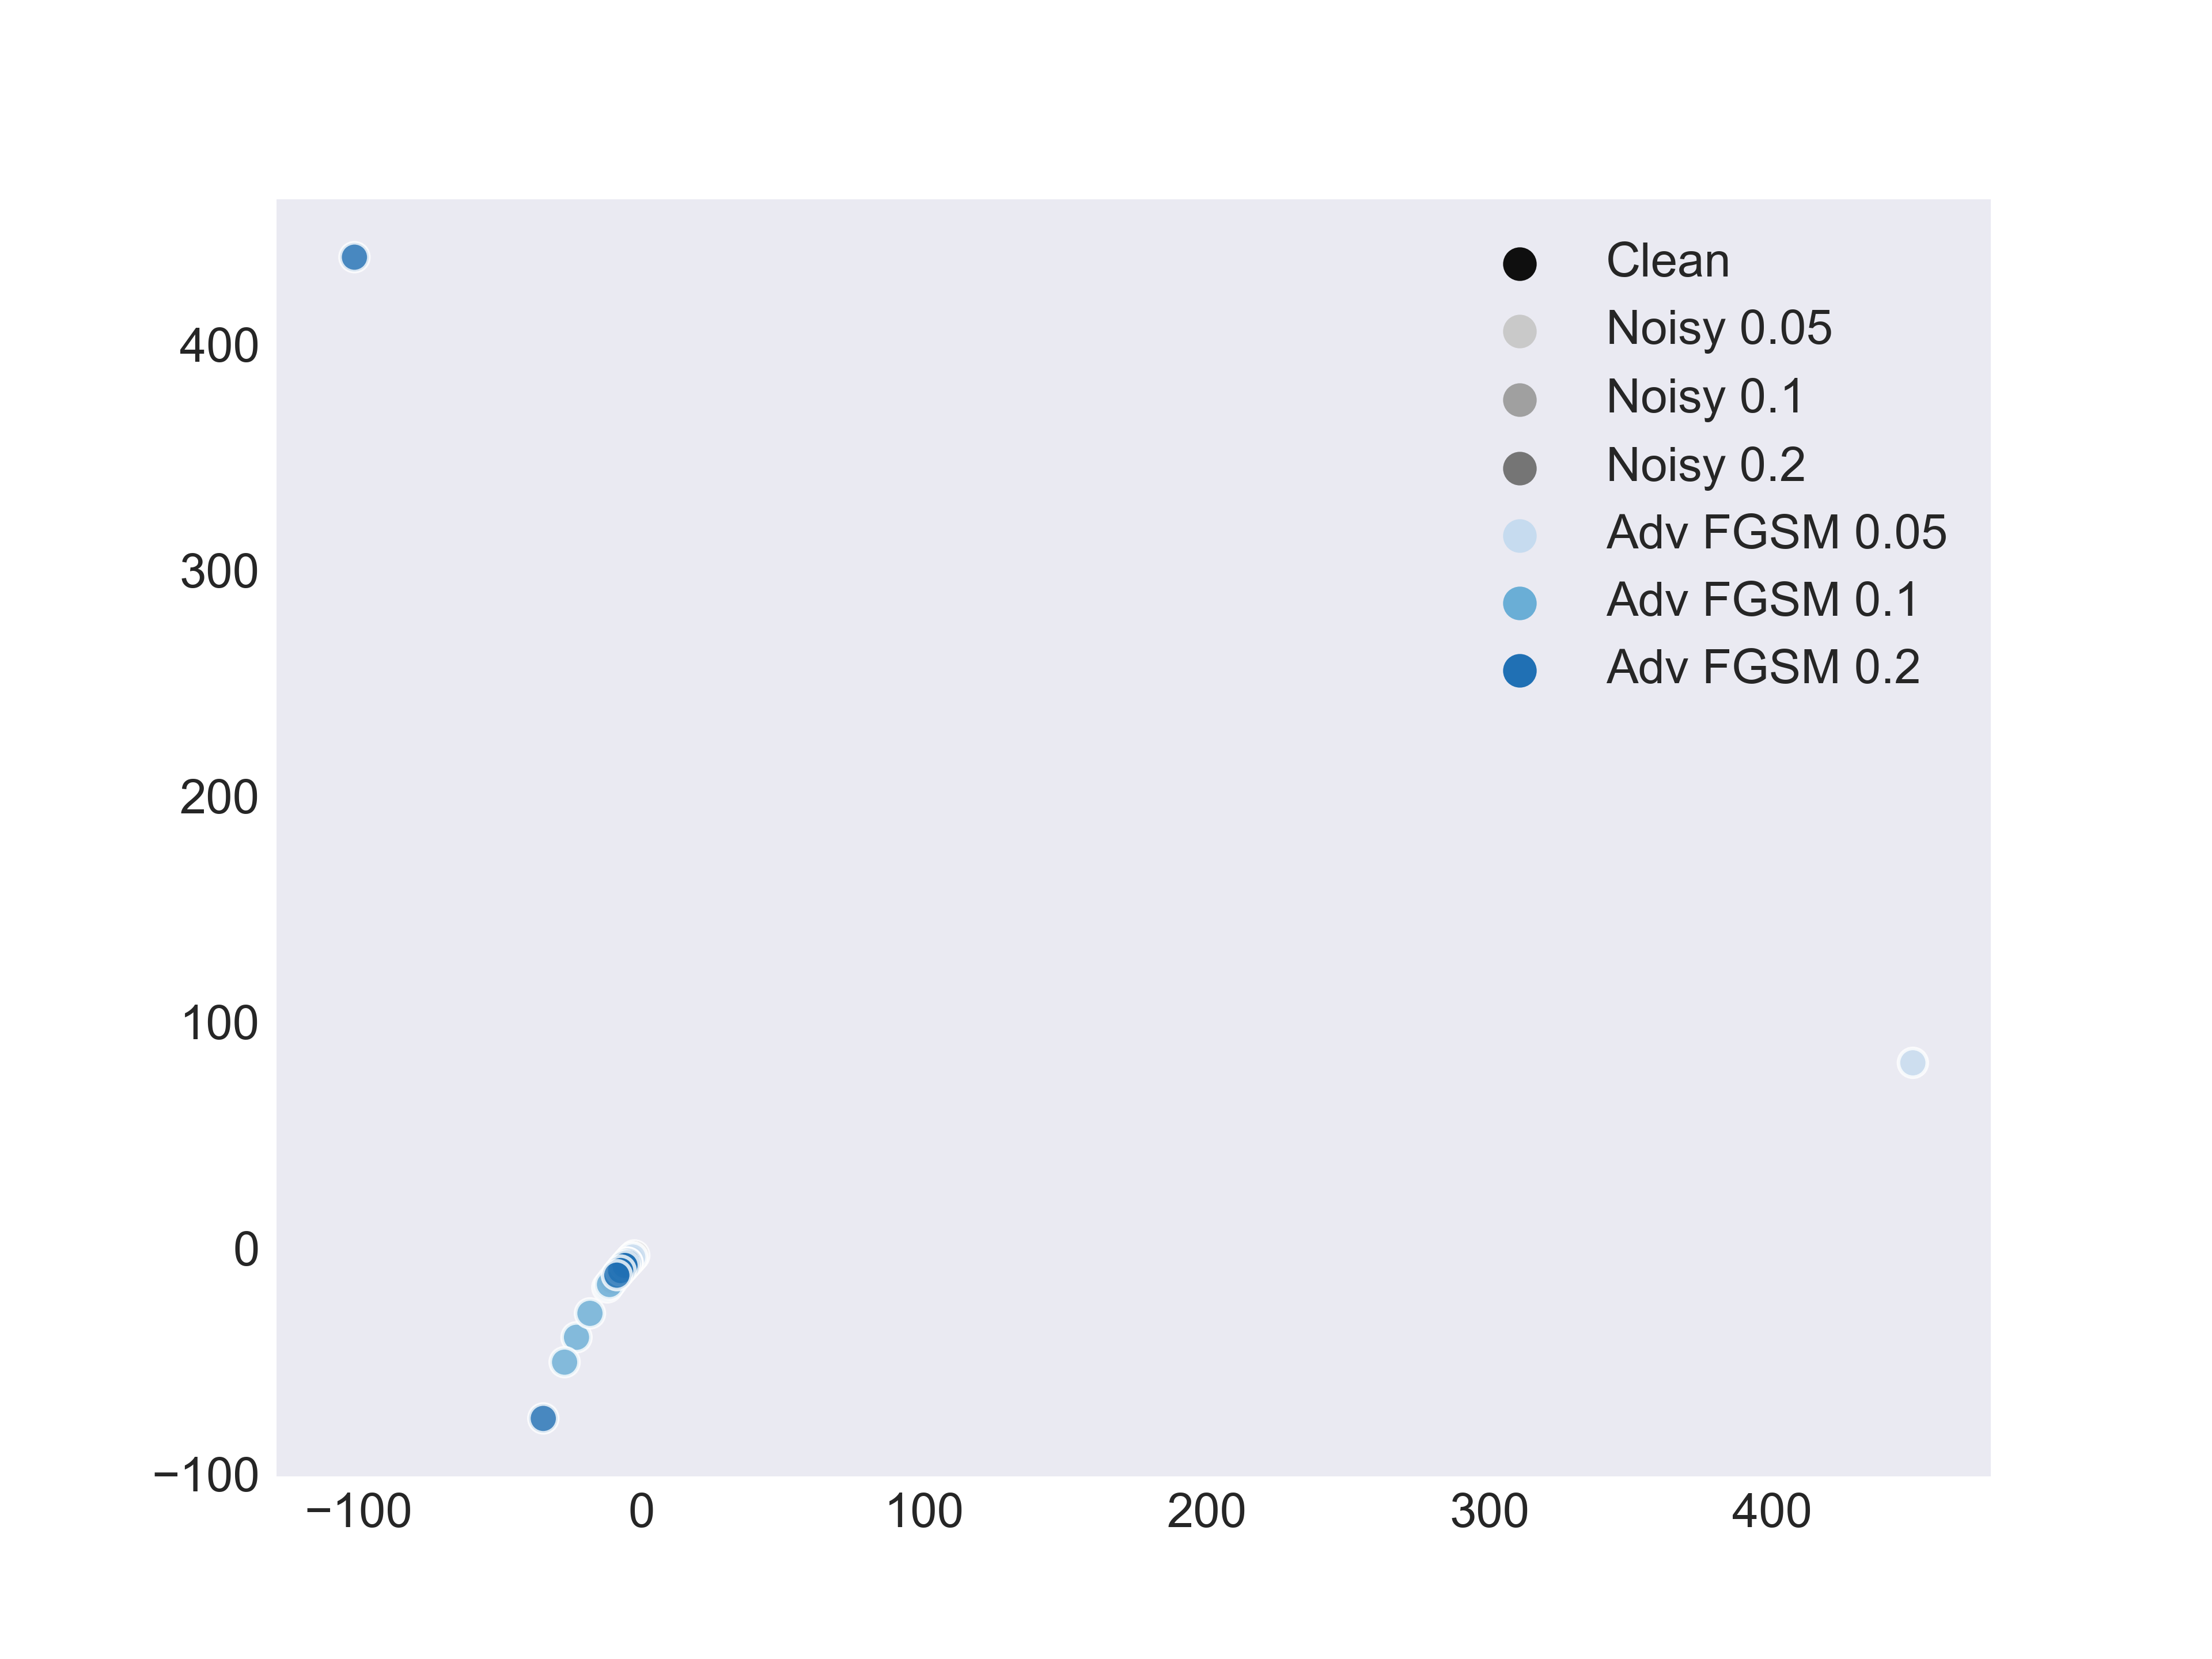 Clean
Noisy 0.05
Noisy 0.1
Noisy 0.2
Adv FGSM 0.05
Adv FGSM 0.1
Adv FGSM 0.2
400
300
200
100
0
−100
−100 0 100 200 300 400